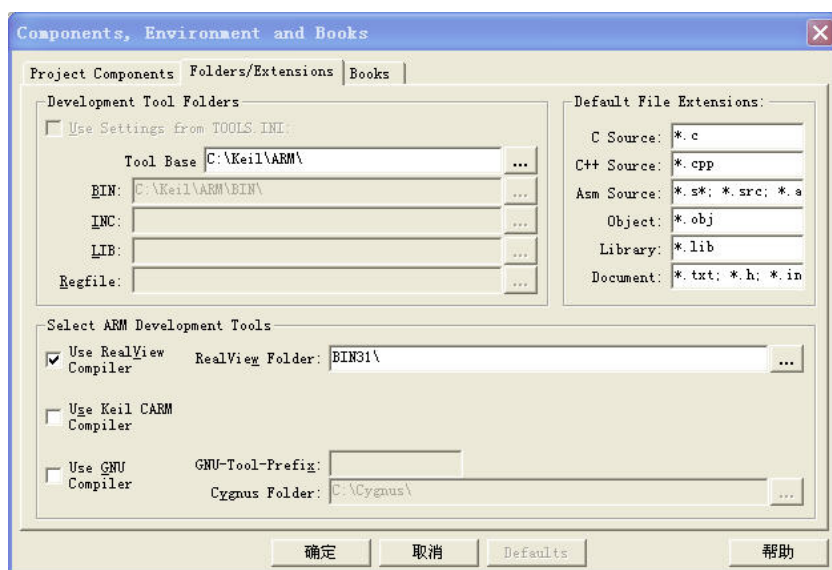 Components, Environment and Books
Project Components Folders/Extensions Books
Development Tool Folders
Use Settings from TOOLS.INI:
Tool Base C:\Keil\ARM\ ...
BIN: C:\Keil\ARM\BIN\ ...
INC: ...
LIB: ...
Regfile: ...
Default File Extensions:
C Source: *.c
C++ Source: *.cpp
Asm Source: *.s*; *.src; *.a
Object: *.obj
Library: *.lib
Document: *.txt; *.h; *.in
Select ARM Development Tools
Use RealView
Compiler
RealView Folder: BIN31\ ...
Use Keil CARM
Compiler
Use GNU
Compiler
GNU-Tool-Prefix:
Cygnus Folder: C:\Cygnus\ ...
确定 取消 Defaults 帮助